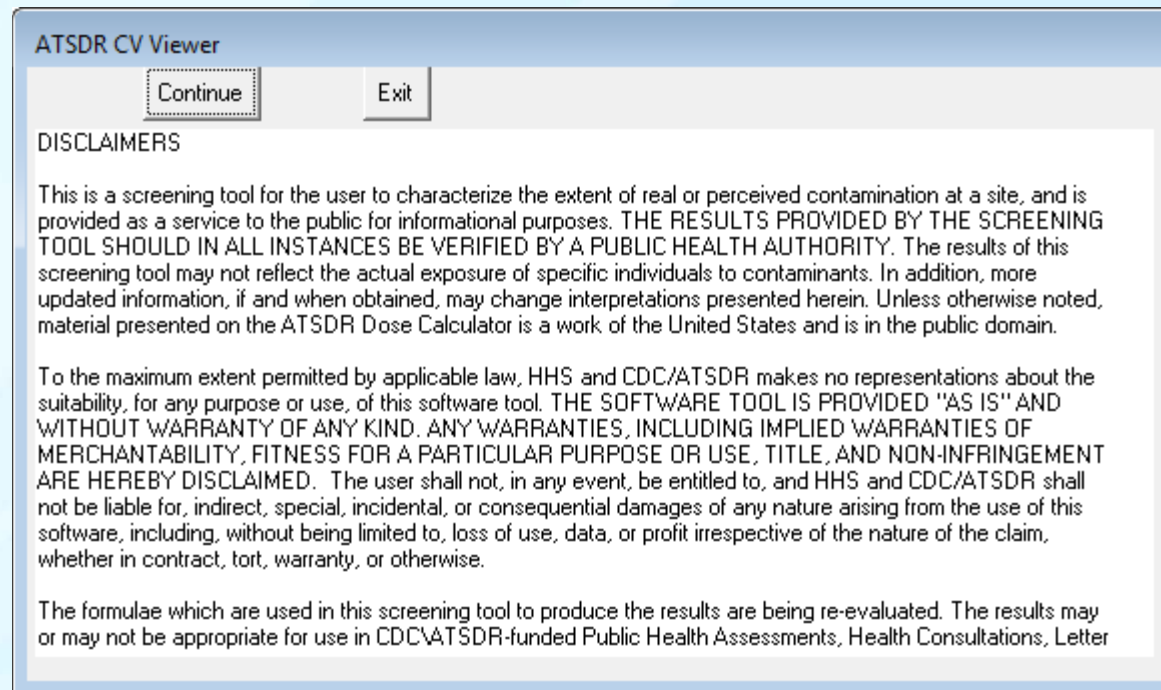 ATSDR CV Viewer
Continue Exit
DISCLAIMERS
This is a screening tool for the user to characterize the extent of real or perceived contamination at a site, and is
provided as a service to the public for informational purposes. THE RESULTS PROVIDED BY THE SCREENING
TOOL SHOULD IN ALL INSTANCES BE VERIFIED BY A PUBLIC HEALTH AUTHORITY. The results of this
screening tool may not reflect the actual exposure of specific individuals to contaminants. In addition, more
updated information, if and when obtained, may change interpretations presented herein. Unless otherwise noted,
material presented on the ATSDR Dose Calculator is a work of the United States and is in the public domain.
To the maximum extent permitted by applicable law, HHS and CDC/ATSDR makes no representations about the
suitability, for any purpose or use, of this software tool. THE SOFTWARE TOOL IS PROVIDED "AS IS" AND
WITHOUT WARRANTY OF ANY KIND. ANY WARRANTIES, INCLUDING IMPLIED WARRANTIES OF
MERCHANTABILITY, FITNESS FOR A PARTICULAR PURPOSE OR USE, TITLE, AND NON-INFRINGEMENT
ARE HEREBY DISCLAIMED.  The user shall not, in any event, be entitled to, and HHS and CDC/ATSDR shall
not be liable for, indirect, special, incidental, or consequential damages of any nature arising from the use of this
software, including, without being limited to, loss of use, data, or profit irrespective of the nature of the claim,
whether in contract, tort, warranty, or otherwise.
The formulae which are used in this screening tool to produce the results are being re-evaluated. The results may
or may not be appropriate for use in CDC\ATSDR-funded Public Health Assessments, Health Consultations, Letter